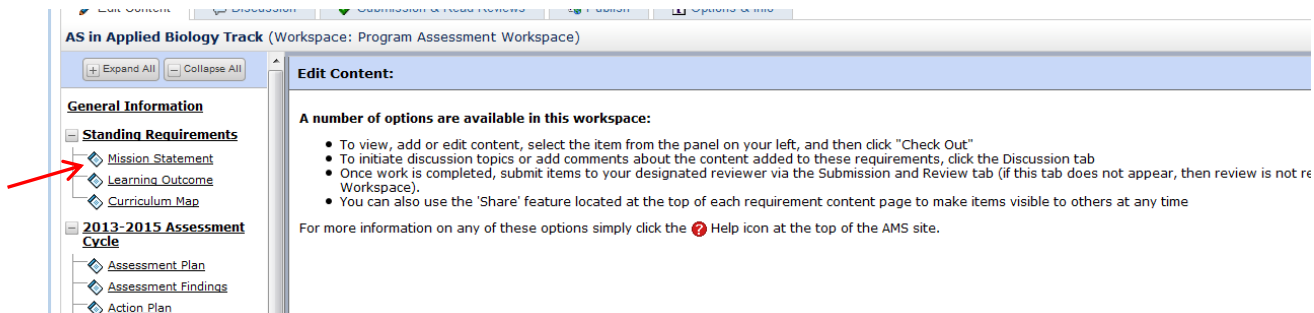 Edit Content Discussion Submission & Read Reviews Publish Options & Info
AS in Applied Biology Track (Workspace: Program Assessment Workspace)
Expand All Collapse All
Edit Content:
General Information
Standing Requirements
Mission Statement
Learning Outcome
Curriculum Map
2013-2015 Assessment
Cycle
Assessment Plan
Assessment Findings
Action Plan
A number of options are available in this workspace:
To view, add or edit content, select the item from the panel on your left, and then click "Check Out"
To initiate discussion topics or add comments about the content added to these requirements, click the Discussion tab
Once work is completed, submit items to your designated reviewer via the Submission and Review tab (if this tab does not appear, then review is not re
Workspace).
You can also use the 'Share' feature located at the top of each requirement content page to make items visible to others at any time
For more information on any of these options simply click the ? Help icon at the top of the AMS site.